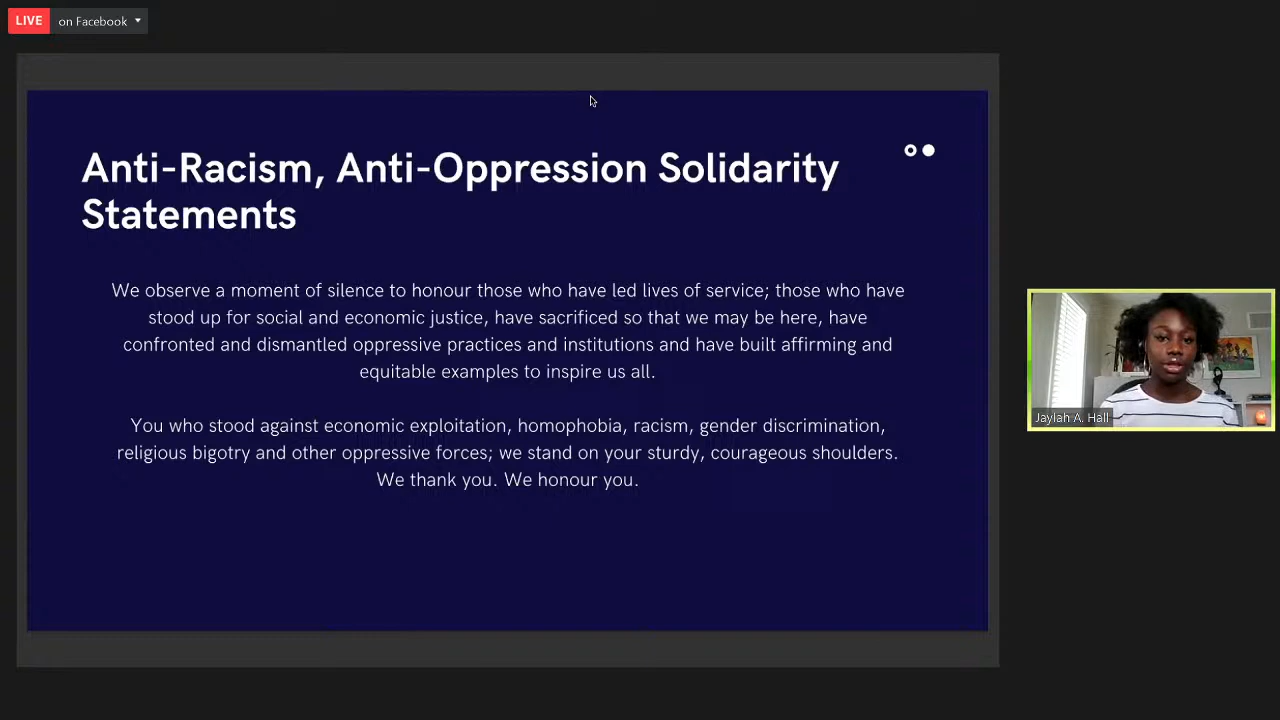 LIVE on Facebook
Anti-Racism, Anti-Oppression Solidarity
Statements
We observe a moment of silence to honour those who have led lives of service; those who have
stood up for social and economic justice, have sacrificed so that we may be here, have
confronted and dismantled oppressive practices and institutions and have built affirming and
equitable examples to inspire us all.
You who stood against economic exploitation, homophobia, racism, gender discrimination,
religious bigotry and other oppressive forces; we stand on your sturdy, courageous shoulders.
We thank you. We honour you.
Jaylah A. Hall